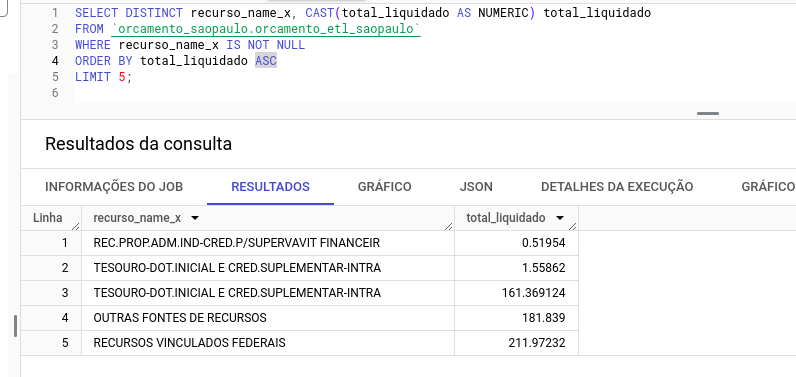 1 SELECT DISTINCT recurso_name_x, CAST(total_liquidado AS NUMERIC) total_liquidado
2 FROM `orcamento_saopaulo.orcamento_etl_saopaulo`
3 WHERE recurso_name_x IS NOT NULL
4 ORDER BY total_liquidado ASC
5 LIMIT 5;
6
Resultados da consulta
INFORMAÇÕES DO JOB RESULTADOS GRÁFICO JSON DETALHES DA EXECUÇÃO GRÁFICO
Linha recurso_name_x total_liquidado
1 REC.PROP.ADM.IND-CRED.P/SUPERVAVIT FINANCEIR 0.51954
2 TESOURO-DOT.INICIAL E CRED.SUPLEMENTAR-INTRA 1.55862
3 TESOURO-DOT.INICIAL E CRED.SUPLEMENTAR-INTRA 161.369124
4 OUTRAS FONTES DE RECURSOS 181.839
5 RECURSOS VINCULADOS FEDERAIS 211.97232